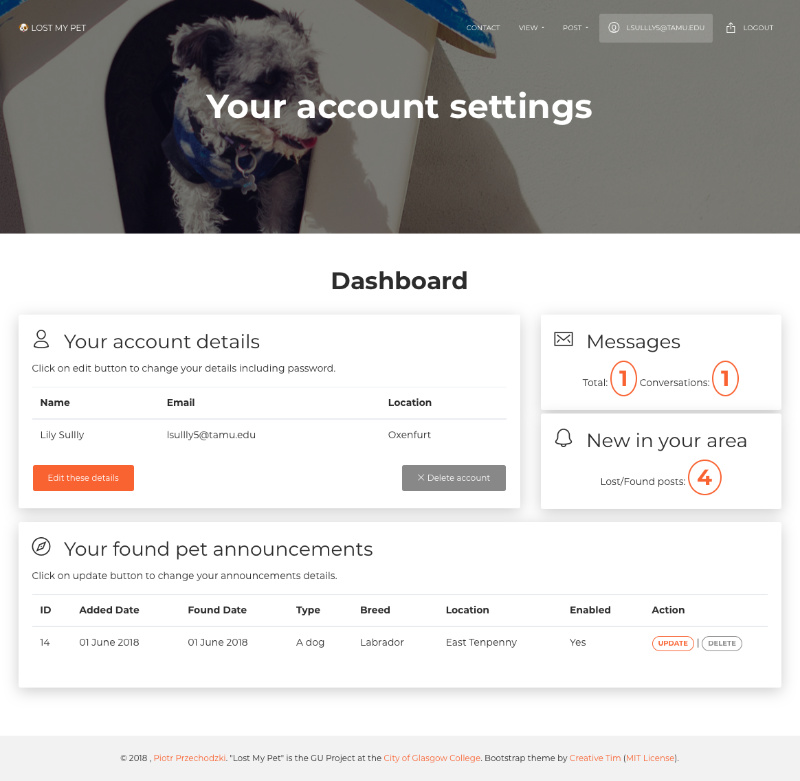 LOST MY PET
CONTACT VIEW POST LSULLLY5@TAMU.EDU LOGOUT
Your account settings
Dashboard
Your account details
Click on edit button to change your details including password.
Name Email Location
Lily Sullly lsullly5@tamu.edu Oxenfurt
Edit these details × Delete account
Messages
Total: 1 Conversations: 1
New in your area
Lost/Found posts: 4
Your found pet announcements
Click on update button to change your announcements details.
ID Added Date Found Date Type Breed Location Enabled Action
14 01 June 2018 01 June 2018 A dog Labrador East Tenpenny Yes UPDATE | DELETE
© 2018 , Piotr Przechodzki. "Lost My Pet" is the GU Project at the City of Glasgow College. Bootstrap theme by Creative Tim (MIT License).